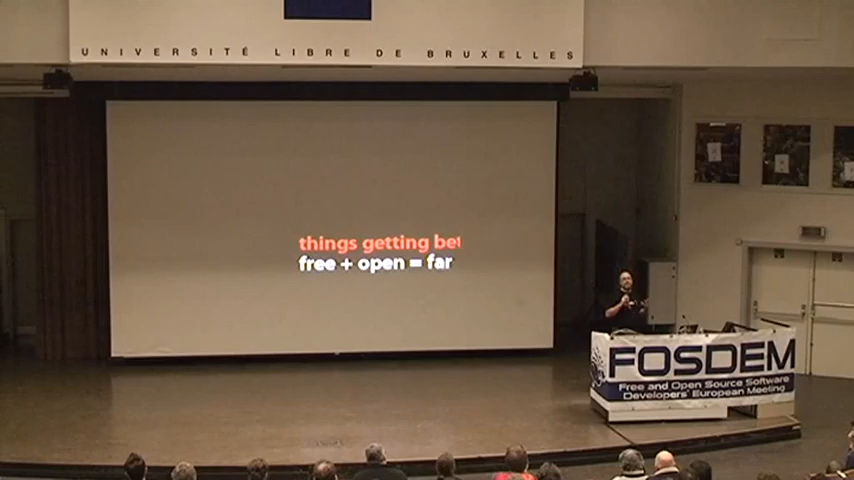 UNIVERSITÉ LIBRE DE BRUXELLES
things getting bet
free + open = far
FOSDEM
Free and Open Source Software
Developers' European Meeting